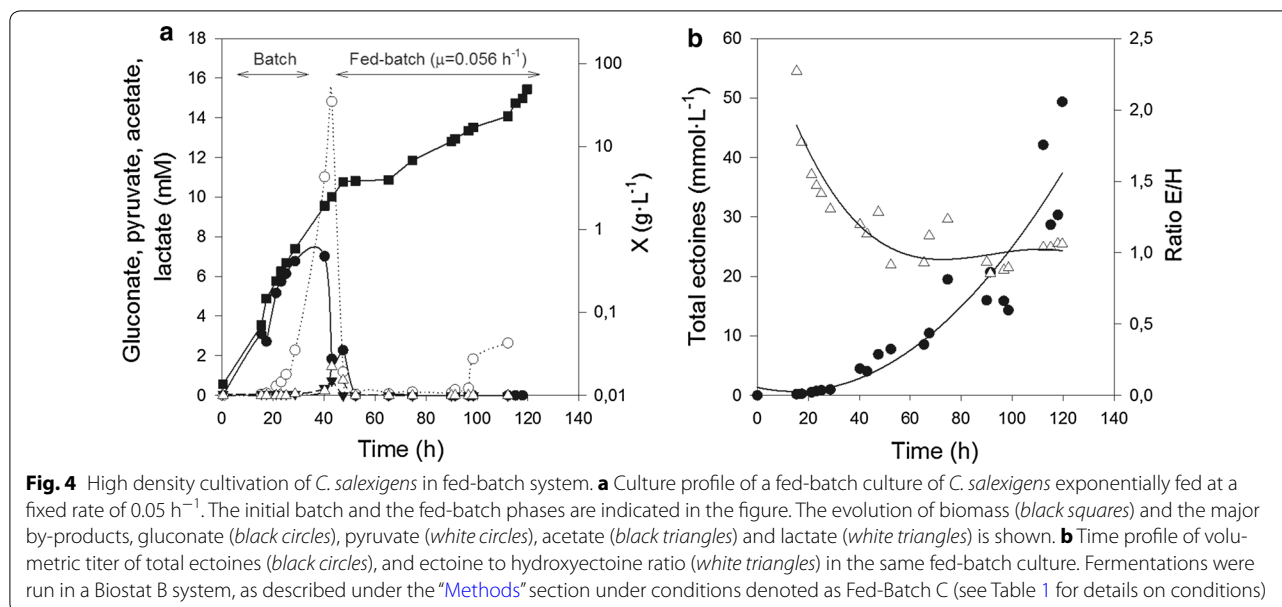 a
Batch
Fed-batch (μ=0.056 h⁻¹)
Gluconate, pyruvate, acetate,
lactate (mM)
18
16
14
12
10
8
6
4
2
0
100
10
1
0,1
0,01
X (g·L⁻¹)
0 20 40 60 80 100 120 140
Time (h)
b
Total ectoines (mmol·L⁻¹)
60
50
40
30
20
10
0
2,5
2,0
1,5
1,0
0,5
0,0
Ratio E/H
0 20 40 60 80 100 120 140
Time (h)
Fig. 4 High density cultivation of C. salexigens in fed-batch system. a Culture profile of a fed-batch culture of C. salexigens exponentially fed at a
fixed rate of 0.05 h⁻¹. The initial batch and the fed-batch phases are indicated in the figure. The evolution of biomass (black squares) and the major
by-products, gluconate (black circles), pyruvate (white circles), acetate (black triangles) and lactate (white triangles) is shown. b Time profile of volu-
metric titer of total ectoines (black circles), and ectoine to hydroxyectoine ratio (white triangles) in the same fed-batch culture. Fermentations were
run in a Biostat B system, as described under the “Methods” section under conditions denoted as Fed-Batch C (see Table 1 for details on conditions)